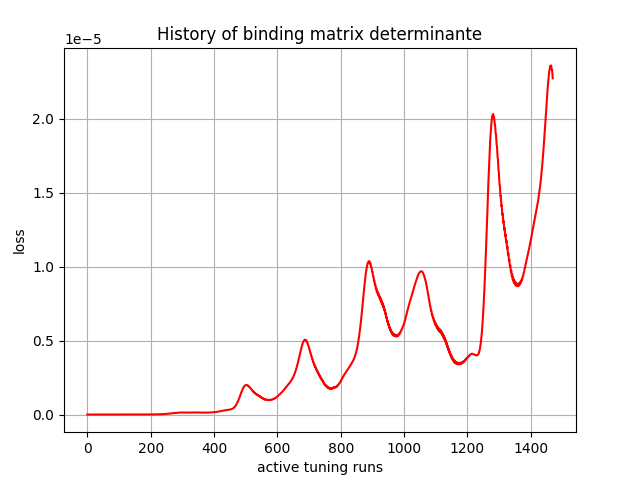 History of binding matrix determinante
1e−5
2.0
1.5
1.0
0.5
0.0
loss
0 200 400 600 800 1000 1200 1400
active tuning runs